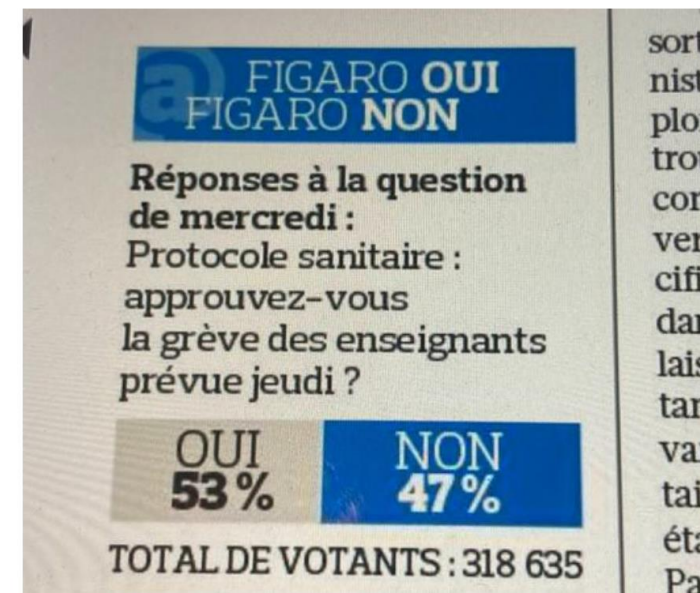 @ FIGARO OUI
FIGARO NON
Réponses à la question
de mercredi :
Protocole sanitaire :
approuvez-vous
la grève des enseignants
prévue jeudi ?
OUI
53 %
NON
47 %
TOTAL DE VOTANTS : 318 635